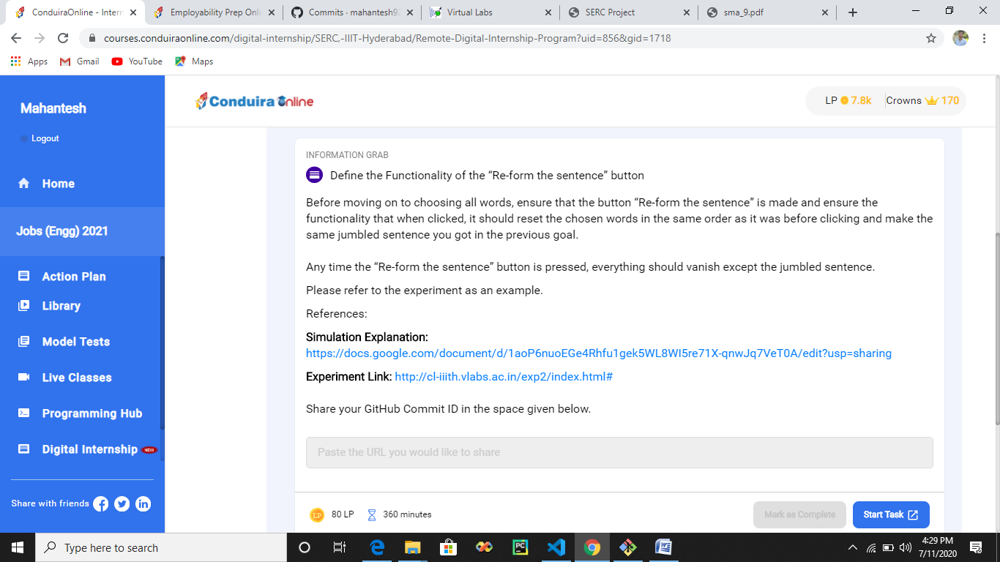 ConduiraOnline - Intern
Employability Prep Onli
Commits · mahantesh92
Virtual Labs
SERC Project
sma_9.pdf
courses.conduiraonline.com/digital-internship/SERC,-IIIT-Hyderabad/Remote-Digital-Internship-Program?uid=856&gid=1718
Apps
Gmail
YouTube
Maps
Mahantesh
Logout
Home
Jobs (Engg) 2021
Action Plan
Library
Model Tests
Live Classes
Programming Hub
Digital Internship NEW
Share with friends
Conduira Online
LP 7.8k Crowns 170
INFORMATION GRAB
Define the Functionality of the “Re-form the sentence” button
Before moving on to choosing all words, ensure that the button “Re-form the sentence” is made and ensure the
functionality that when clicked, it should reset the chosen words in the same order as it was before clicking and make the
same jumbled sentence you got in the previous goal.
Any time the “Re-form the sentence” button is pressed, everything should vanish except the jumbled sentence.
Please refer to the experiment as an example.
References:
Simulation Explanation:
https://docs.google.com/document/d/1aoP6nuoEGe4Rhfu1gek5WL8WI5re71X-qnwJq7VeT0A/edit?usp=sharing
Experiment Link: http://cl-iiith.vlabs.ac.in/exp2/index.html#
Share your GitHub Commit ID in the space given below.
Paste the URL you would like to share
LP 80 LP 360 minutes
Mark as Complete
Start Task
Type here to search
PC
4:29 PM
7/11/2020